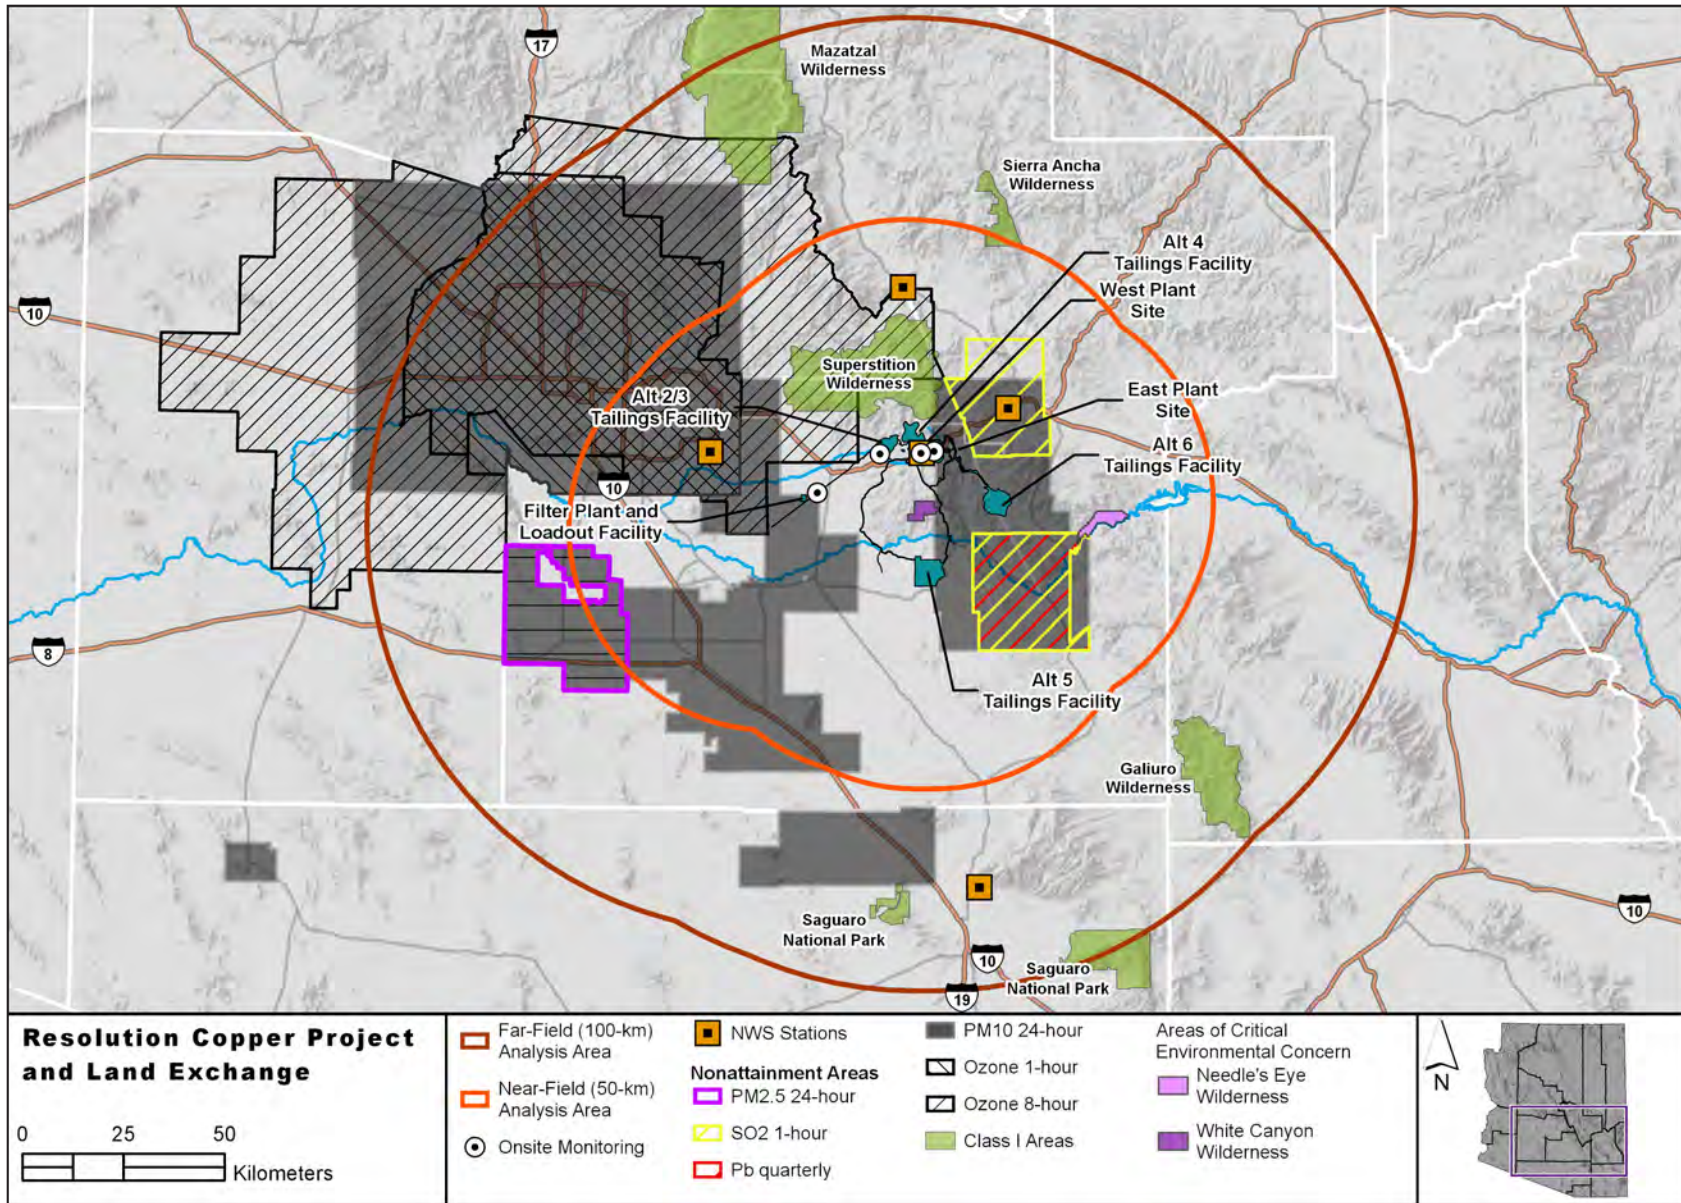 17
Mazatzal
Wilderness
Sierra Ancha
Wilderness
Alt 4
Tailings Facility
West Plant
Site
10
Superstition
Wilderness
East Plant
Site
Alt 2/3
Tailings Facility
Alt 6
Tailings Facility
10
Filter Plant and
Loadout Facility
8
Alt 5
Tailings Facility
Galiuro
Wilderness
Saguaro
National Park
10
10
Saguaro
National Park
19
Resolution Copper Project
and Land Exchange
0 25 50
Kilometers
Far-Field (100-km)
Analysis Area
Near-Field (50-km)
Analysis Area
Onsite Monitoring
NWS Stations
Nonattainment Areas
PM2.5 24-hour
SO2 1-hour
Pb quarterly
PM10 24-hour
Ozone 1-hour
Ozone 8-hour
Class I Areas
Areas of Critical
Environmental Concern
Needle's Eye
Wilderness
White Canyon
Wilderness
N